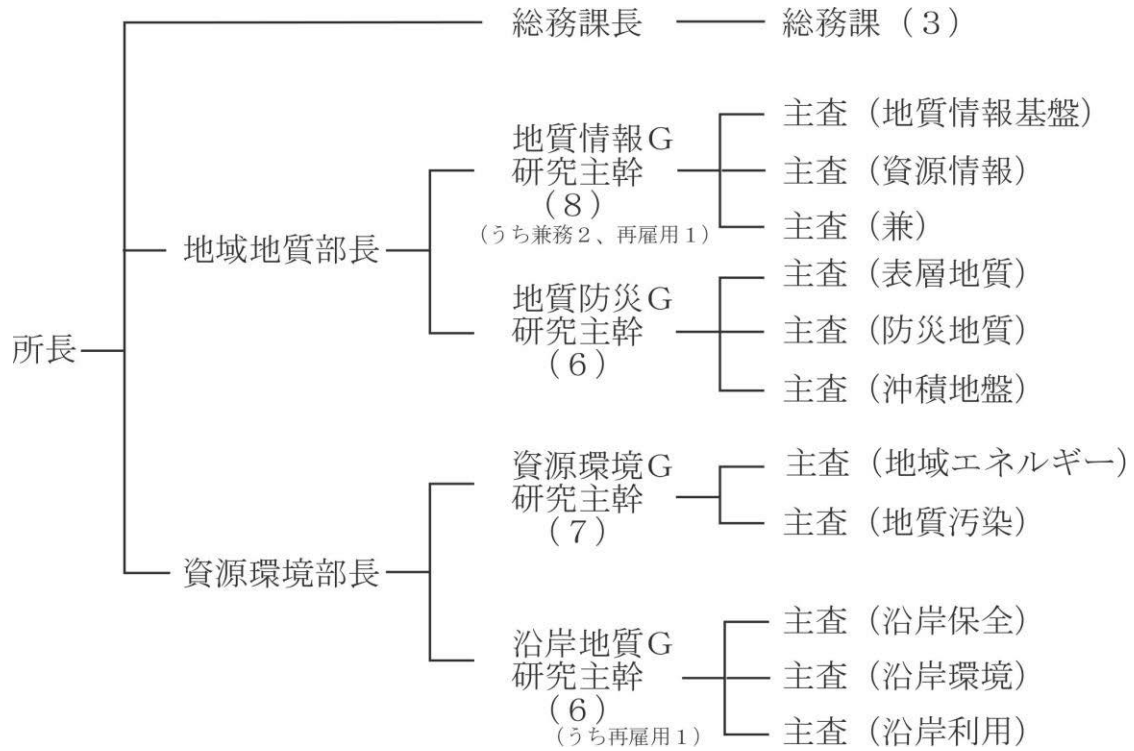 総務課長
総務課(3)
地質情報G
研究主幹
(8)
(うち兼務2、再雇用1)
主査(地質情報基盤)
主査(資源情報)
主査(兼)
地域地質部長
地質防災G
研究主幹
(6)
主査(表層地質)
主査(防災地質)
主査(沖積地盤)
所長
資源環境G
研究主幹
(7)
主査(地域エネルギー)
主査(地質汚染)
資源環境部長
沿岸地質G
研究主幹
(6)
(うち再雇用1)
主査(沿岸保全)
主査(沿岸環境)
主査(沿岸利用)